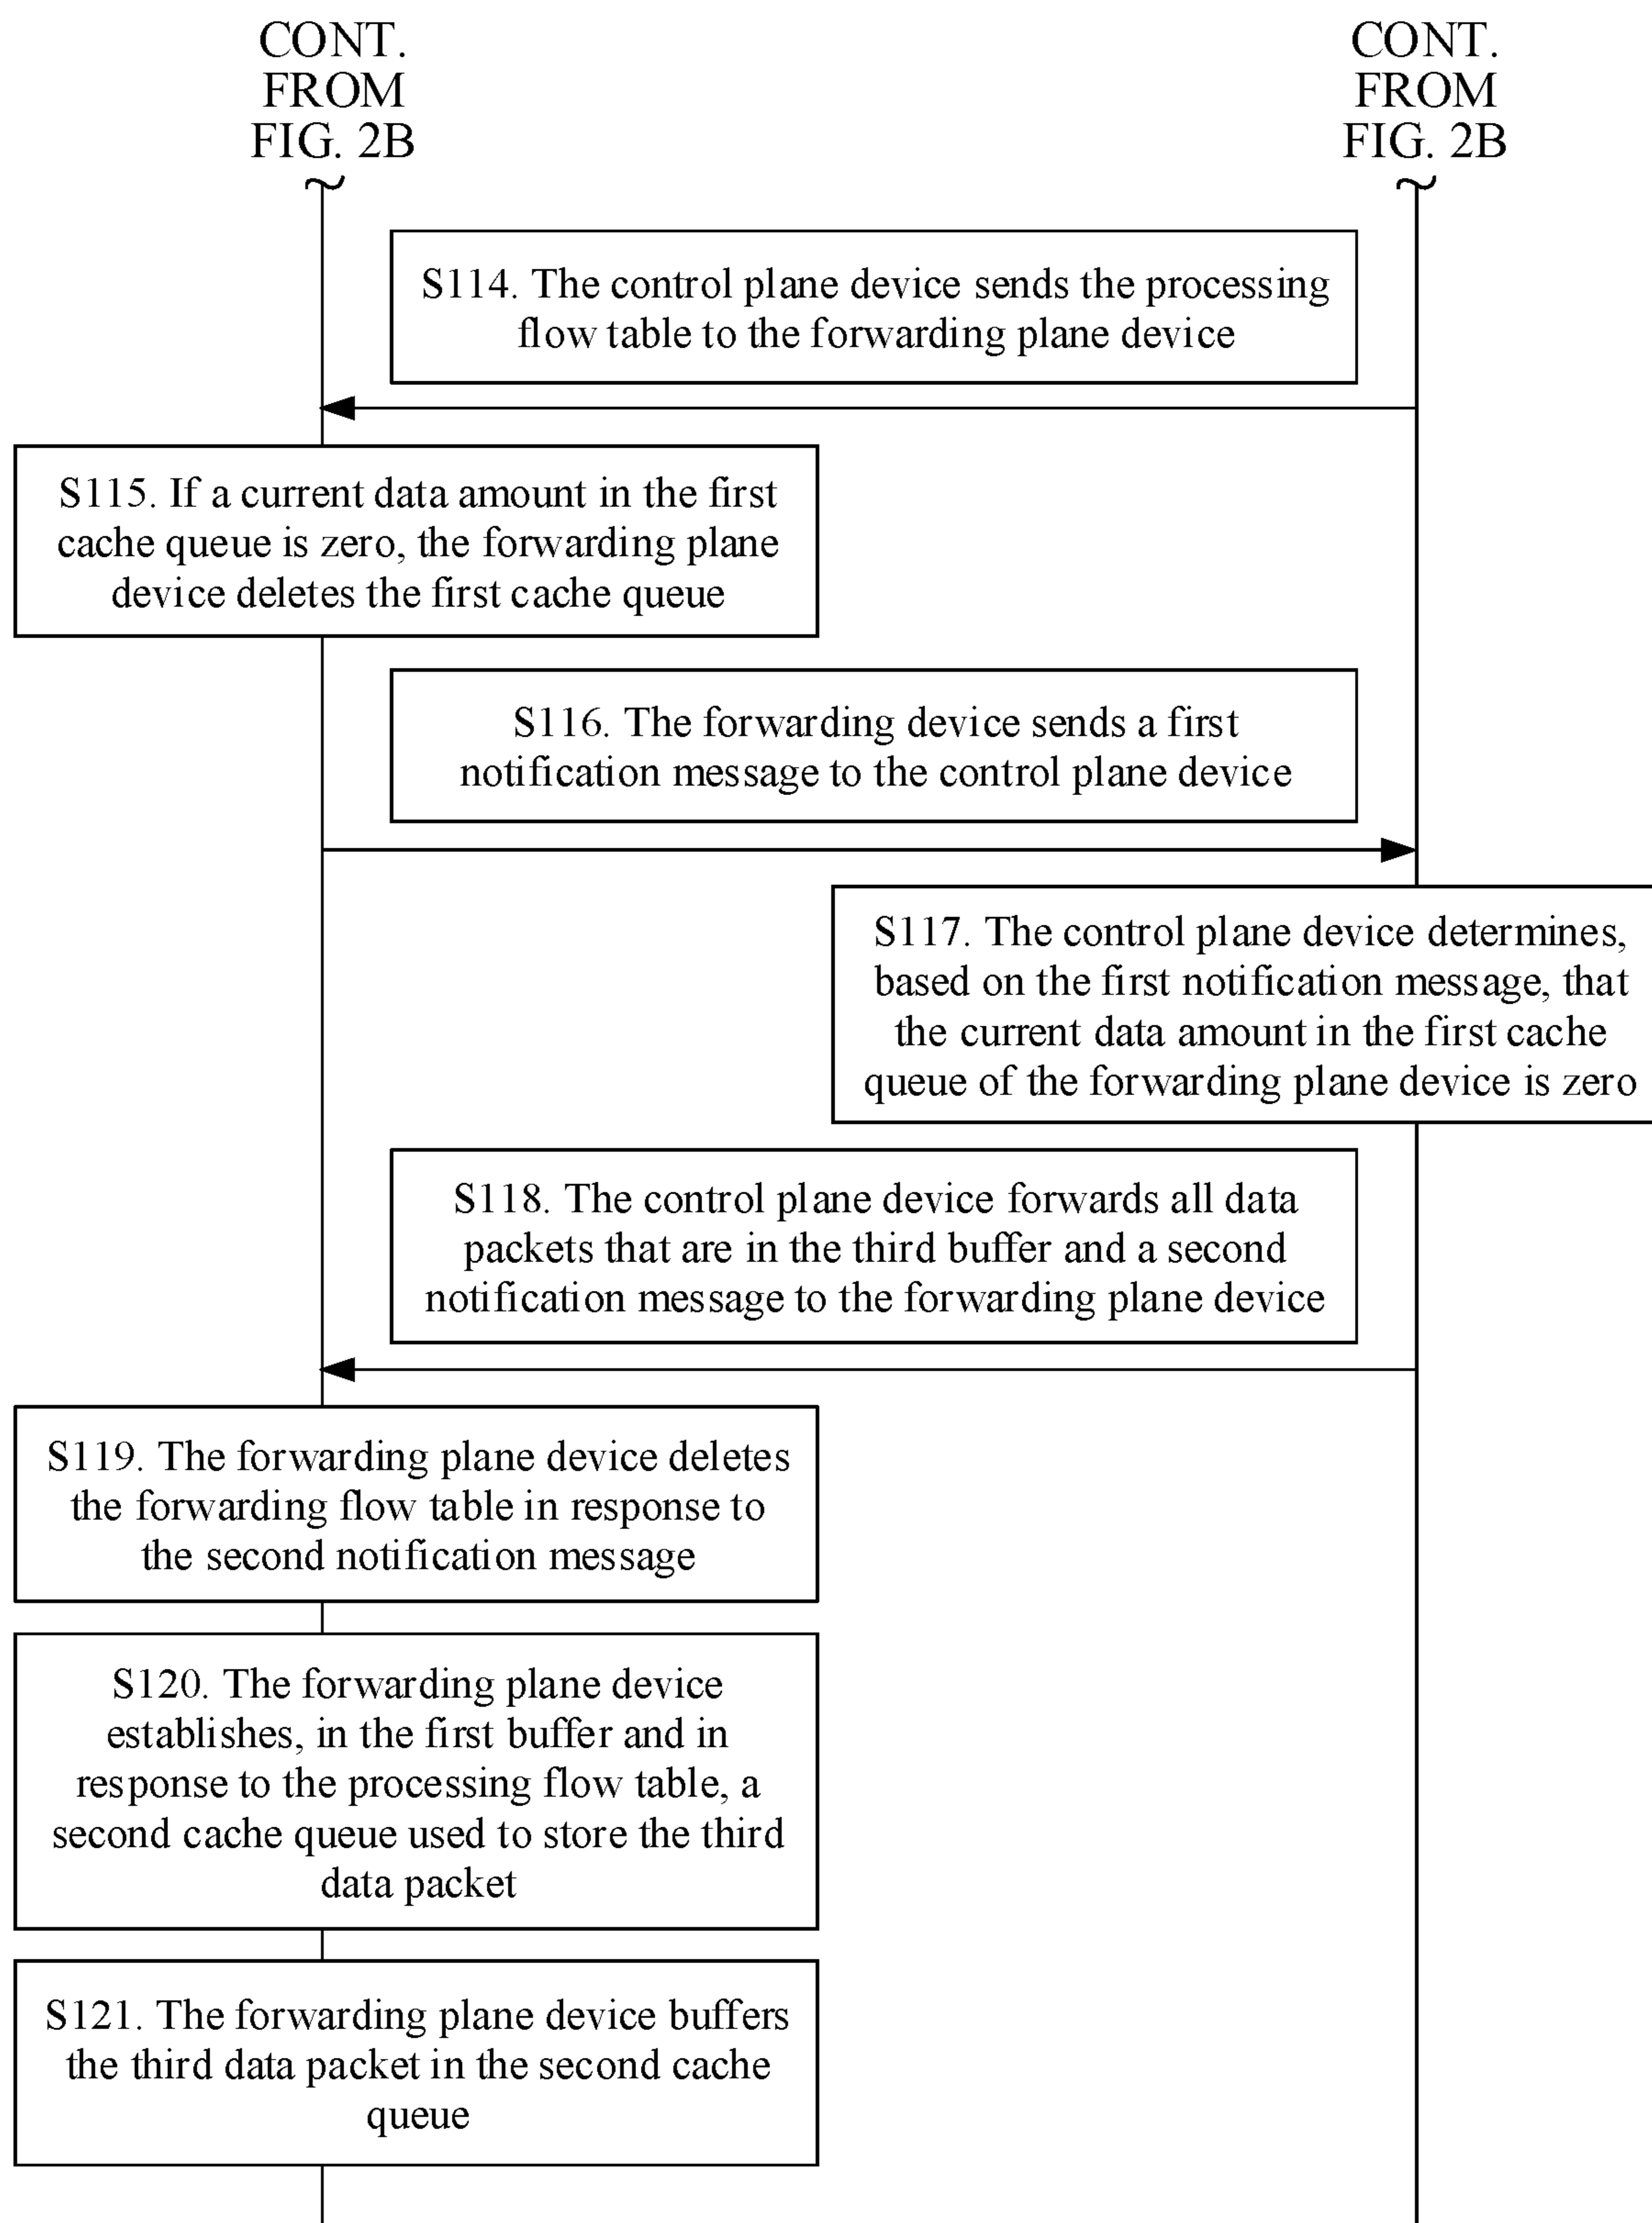 CONT.
FROM
FIG. 2B
CONT.
FROM
FIG. 2B
S114. The control plane device sends the processing
flow table to the forwarding plane device
S115. If a current data amount in the first
cache queue is zero, the forwarding plane
device deletes the first cache queue
S116. The forwarding device sends a first
notification message to the control plane device
S117. The control plane device determines,
based on the first notification message, that
the current data amount in the first cache
queue of the forwarding plane device is zero
S118. The control plane device forwards all data
packets that are in the third buffer and a second
notification message to the forwarding plane device
S119. The forwarding plane device deletes
the forwarding flow table in response to
the second notification message
S120. The forwarding plane device
establishes, in the first buffer and in
response to the processing flow table, a
second cache queue used to store the third
data packet
S121. The forwarding plane device buffers
the third data packet in the second cache
queue